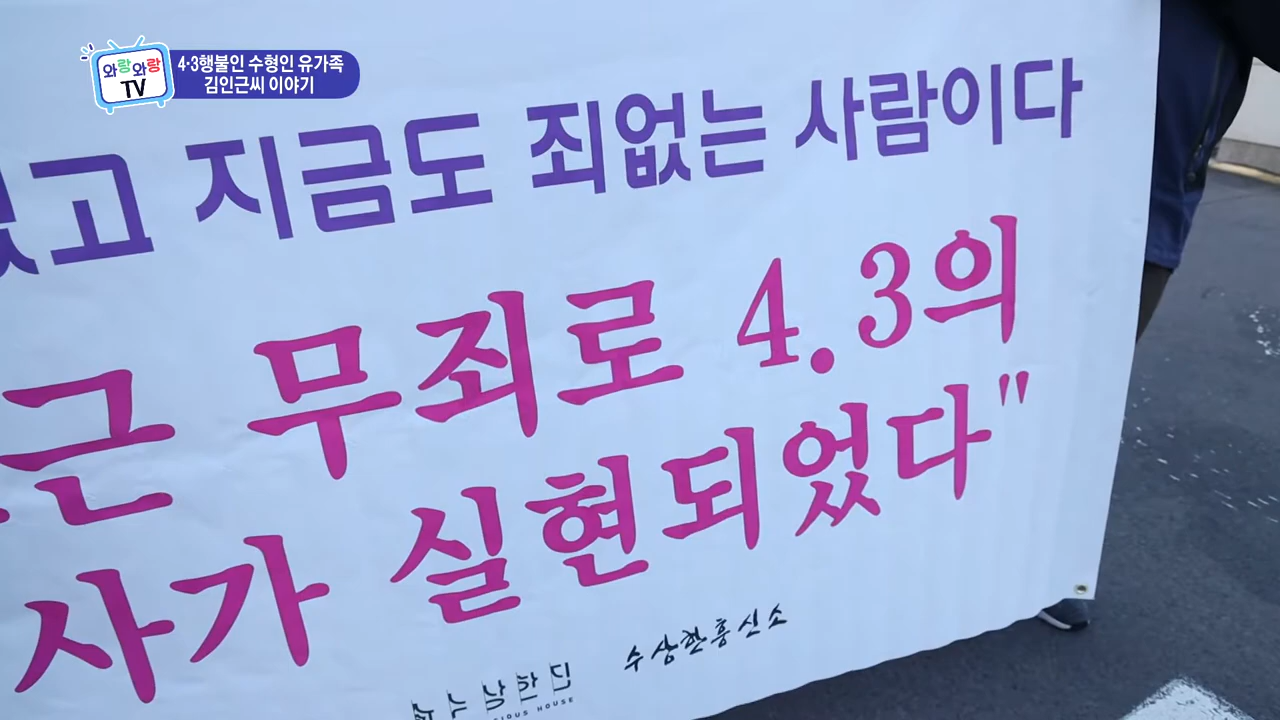 와랑와랑
TV
4·3행불인 수형인 유가족
김인근씨 이야기
고 지금도 죄없는 사람이다
근 무죄로 4.3의
사가 실현되었다"
수상한흥신소
HOUSE